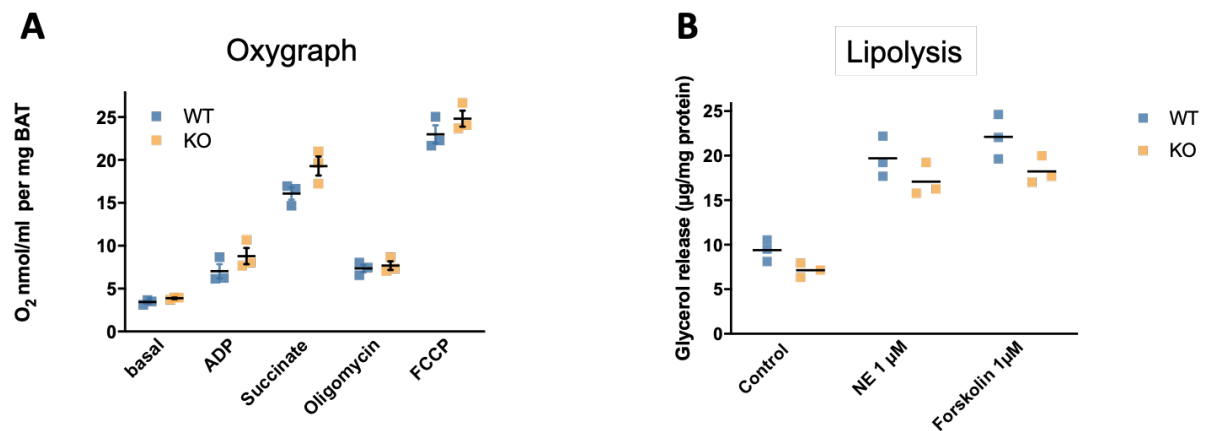 A
Oxygraph
O2 nmol/ml per mg BAT
WT
KO
25
20
15
10
5
0
basal
ADP
Succinate
Oligomycin
FCCP
B
Lipolysis
Glycerol release (µg/mg protein)
25
20
15
10
5
0
WT
KO
Control
NE 1 µM
Forskolin 1µM